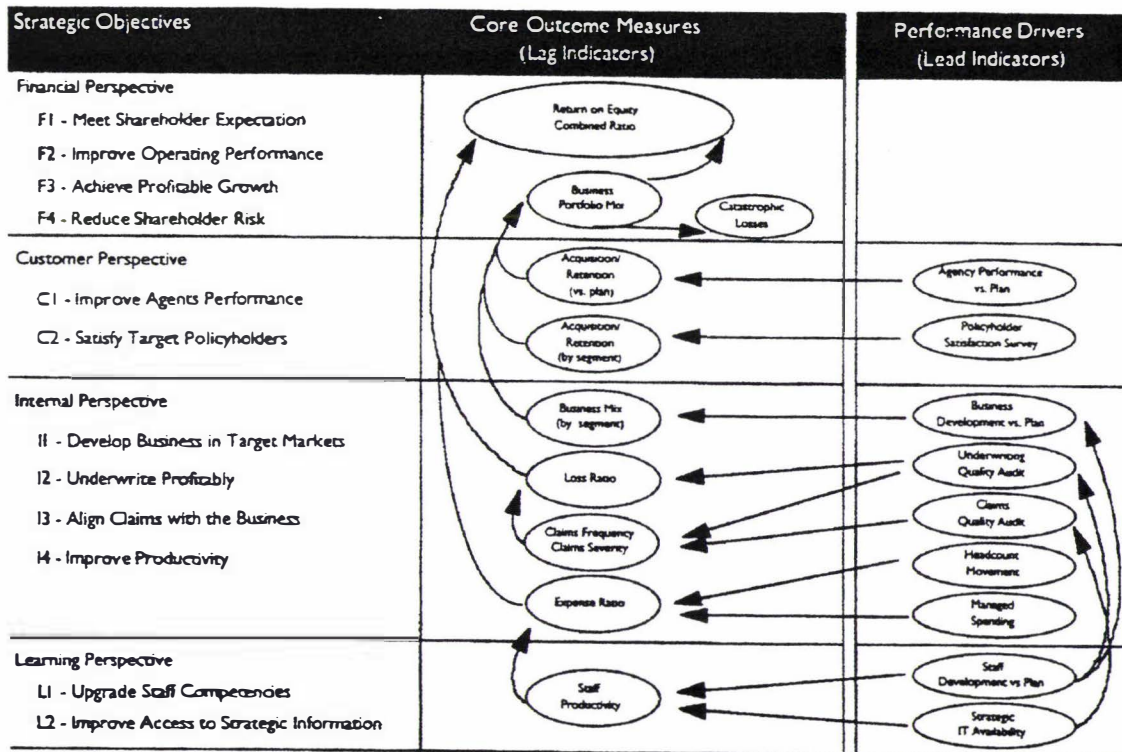 Strategic Objectives
Core Outcome Measures
(Lag Indicators)
Performance Drivers
(Lead Indicators)
Financial Perspective
F1 - Meet Shareholder Expectation
F2 - Improve Operating Performance
F3 - Achieve Profitable Growth
F4 - Reduce Shareholder Risk
Return on Equity
Combined Ratio
Business
Portfolio Mix
Catastrophic
Losses
Customer Perspective
C1 - Improve Agents Performance
C2 - Satisfy Target Policyholders
Acquisition/
Retention
(vs. plan)
Acquisition/
Retention
(by segment)
Agency Performance
vs. Plan
Policyholder
Satisfaction Survey
Internal Perspective
I1 - Develop Business in Target Markets
I2 - Underwrite Profitably
I3 - Align Claims with the Business
I4 - Improve Productivity
Business Mix
(by segment)
Loss Ratio
Claims Frequency
Claims Severity
Expense Ratio
Business
Development vs. Plan
Underwriting
Quality Audit
Claims
Quality Audit
Headcount
Movement
Managed
Spending
Learning Perspective
L1 - Upgrade Staff Competencies
L2 - Improve Access to Strategic Information
Staff
Productivity
Staff
Development vs Plan
Strategic
IT Availability